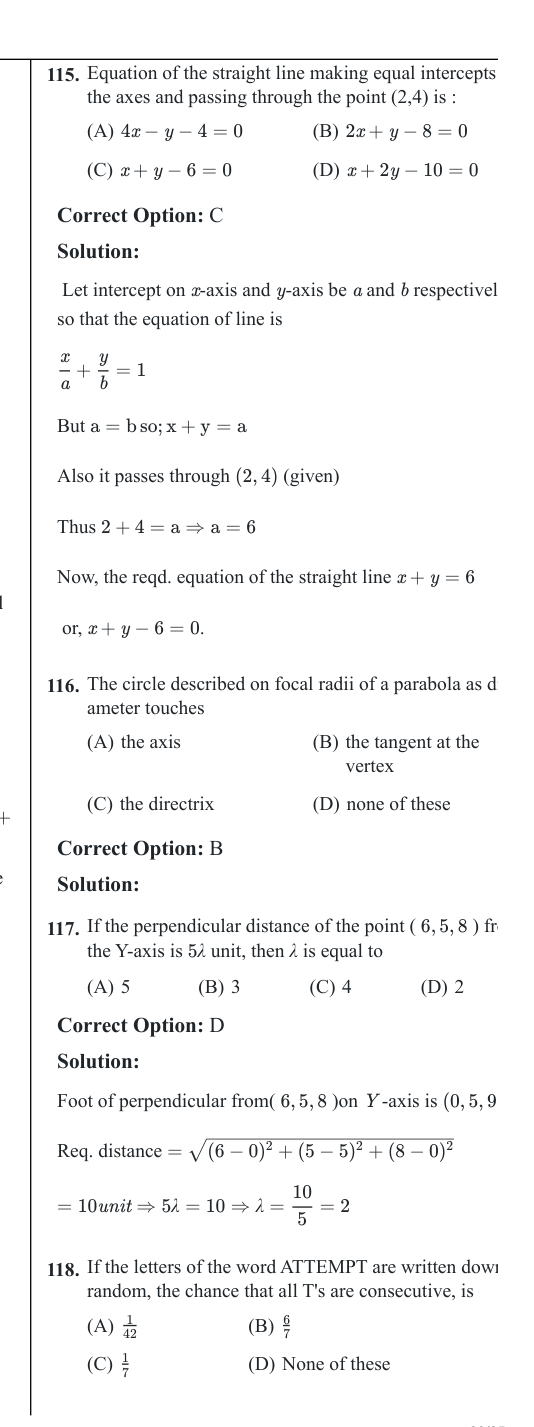 115. Equation of the straight line making equal intercepts
the axes and passing through the point (2,4) is :
(A) 4x − y − 4 = 0 (B) 2x + y − 8 = 0
(C) x + y − 6 = 0 (D) x + 2y − 10 = 0
Correct Option: C
Solution:
Let intercept on x-axis and y-axis be a and b respectivel
so that the equation of line is
x/a + y/b = 1
But a = b so; x + y = a
Also it passes through (2, 4) (given)
Thus 2 + 4 = a ⇒ a = 6
Now, the reqd. equation of the straight line x + y = 6
or, x + y − 6 = 0.
116. The circle described on focal radii of a parabola as d
ameter touches
(A) the axis (B) the tangent at the
vertex
(C) the directrix (D) none of these
Correct Option: B
Solution:
117. If the perpendicular distance of the point ( 6, 5, 8 ) fr
the Y-axis is 5λ unit, then λ is equal to
(A) 5 (B) 3 (C) 4 (D) 2
Correct Option: D
Solution:
Foot of perpendicular from( 6, 5, 8 )on Y -axis is (0, 5, 9
Req. distance = √((6 − 0)² + (5 − 5)² + (8 − 0)²)
= 10unit ⇒ 5λ = 10 ⇒ λ = 10/5 = 2
118. If the letters of the word ATTEMPT are written down
random, the chance that all T's are consecutive, is
(A) 1/42 (B) 6/7
(C) 1/7 (D) None of these